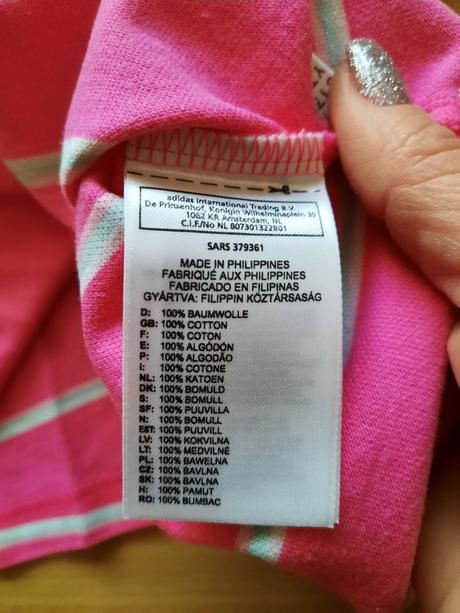 adidas International Trading B.V.
De Prinsenhof, Konigin Wilhelminaplein 30
1062 KR Amsterdam, NL
C.I.F/No NL 807301322B01
SARS 379361
MADE IN PHILIPPINES
FABRIQUÉ AUX PHILIPPINES
FABRICADO EN FILIPINAS
GYÁRTVA: FILIPPIN KÖZTÁRSASÁG
D: 100% BAUMWOLLE
GB: 100% COTTON
F: 100% COTON
E: 100% ALGODÓN
P: 100% ALGODÃO
I: 100% COTONE
NL: 100% KATOEN
DK: 100% BOMULD
S: 100% BOMULL
SF: 100% PUUVILLA
N: 100% BOMULL
EST: 100% PUUVILL
LV: 100% KOKVILNA
LT: 100% MEDVILNĖ
PL: 100% BAWEŁNA
CZ: 100% BAVLNA
SK: 100% BAVLNA
H: 100% PAMUT
RO: 100% BUMBAC